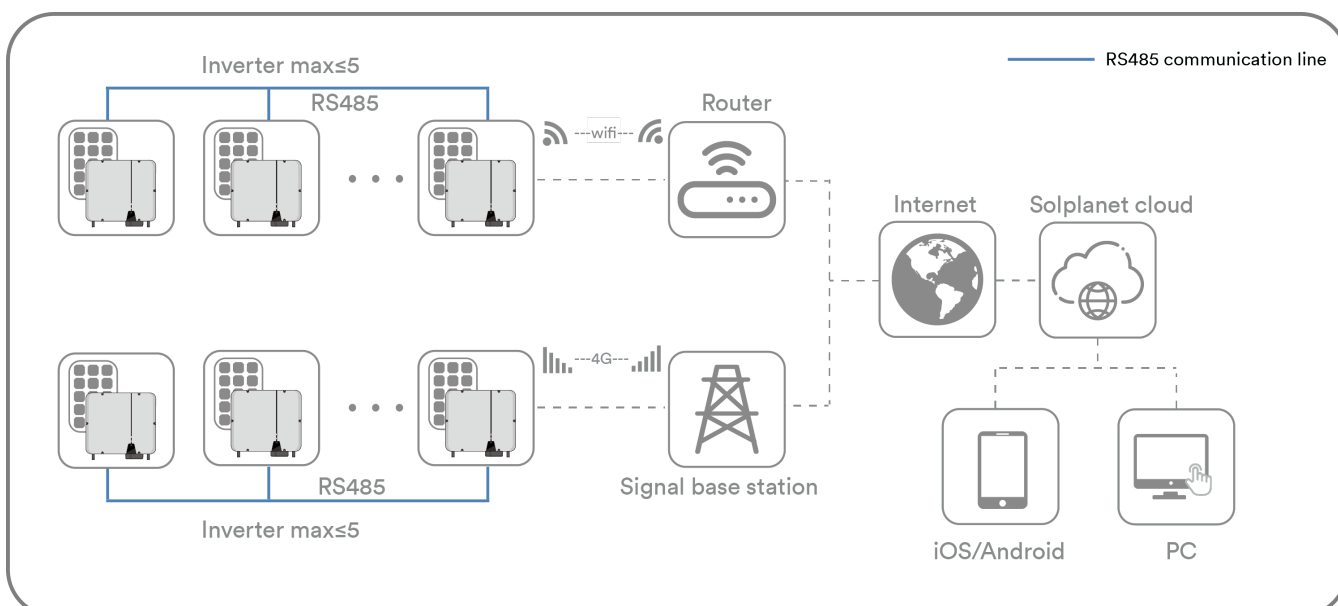 Inverter max≤5
RS485 communication line
RS485
Router
---wifi---
Internet
Solplanet cloud
---4G---
RS485
Signal base station
Inverter max≤5
iOS/Android
PC